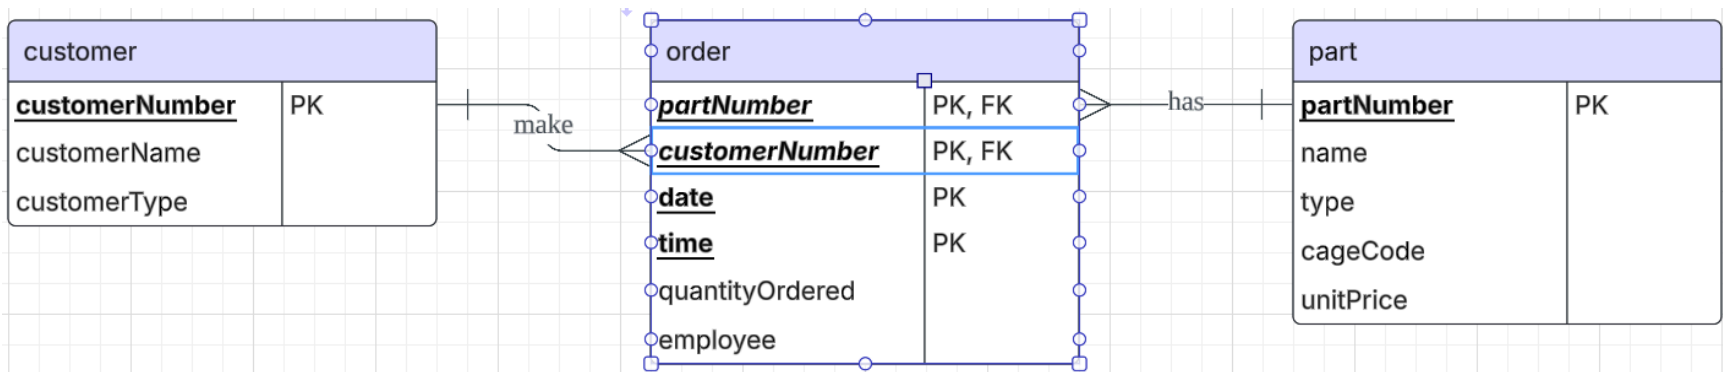 customer
customerNumber PK
customerName
customerType
make
order
partNumber PK, FK
customerNumber PK, FK
date PK
time PK
quantityOrdered
employee
has
part
partNumber PK
name
type
cageCode
unitPrice